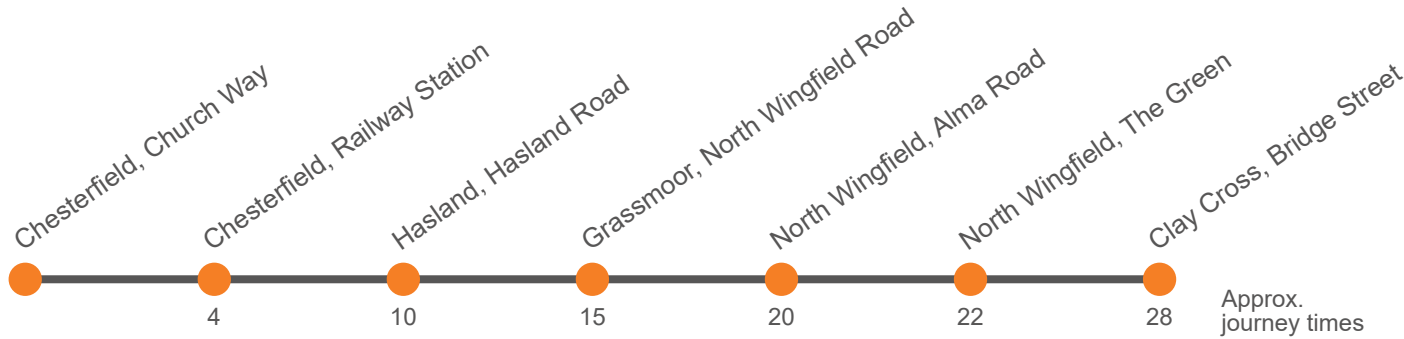 Chesterfield, Church Way
Chesterfield, Railway Station
Hasland, Hasland Road
Grassmoor, North Wingfield Road
North Wingfield, Alma Road
North Wingfield, The Green
Clay Cross, Bridge Street
4
10
15
20
22
28
Approx.
journey times